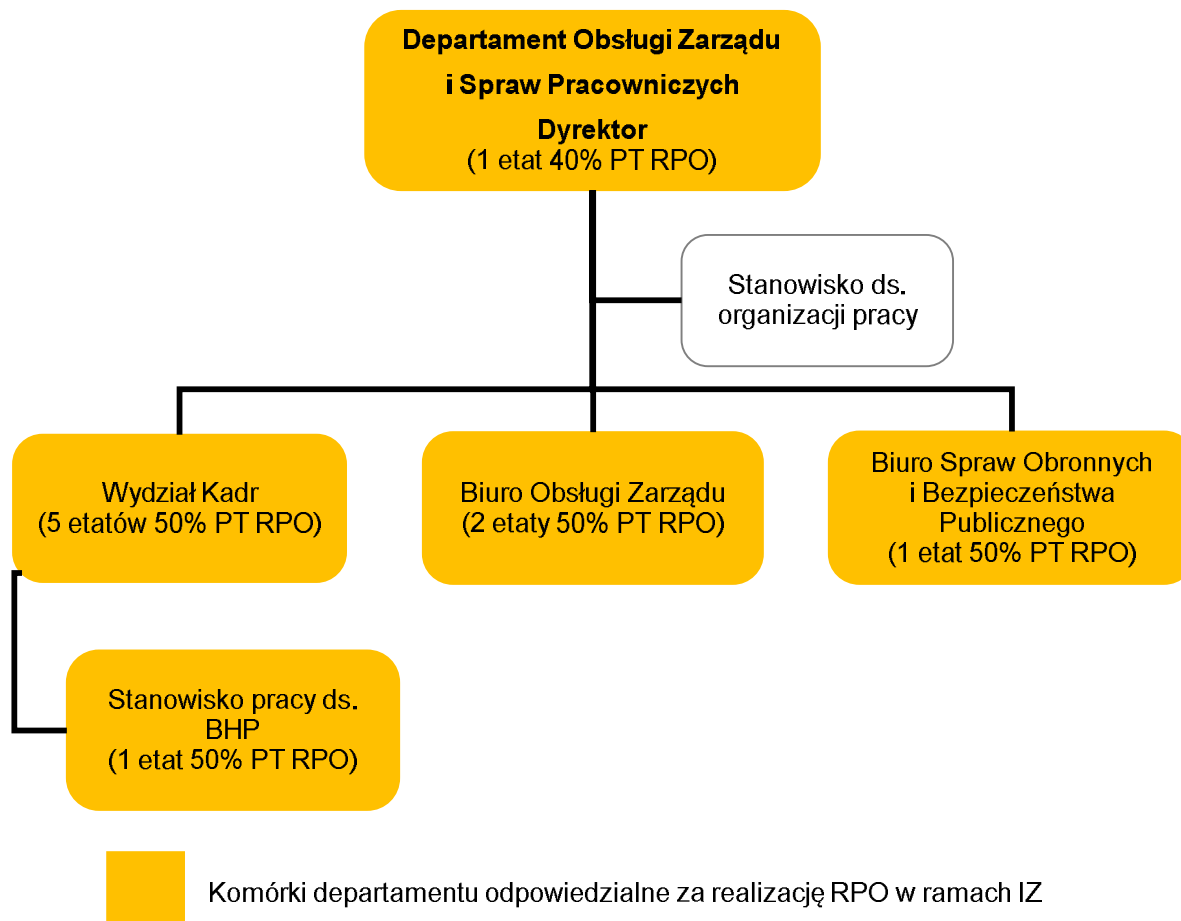 Departament Obsługi Zarządu
i Spraw Pracowniczych
Dyrektor
(1 etat 40% PT RPO)
Stanowisko ds.
organizacji pracy
Wydział Kadr
(5 etatów 50% PT RPO)
Biuro Obsługi Zarządu
(2 etaty 50% PT RPO)
Biuro Spraw Obronnych
i Bezpieczeństwa
Publicznego
(1 etat 50% PT RPO)
Stanowisko pracy ds.
BHP
(1 etat 50% PT RPO)
Komórki departamentu odpowiedzialne za realizację RPO w ramach IZ